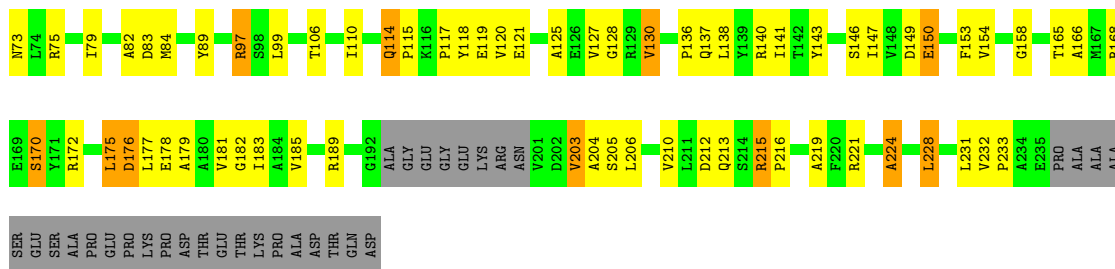 N73 L74 R75 I79 A82 D83 M84 Y89 R97 S98 L99 T106 I110 Q114 P115 K116 P117 Y118 E119 V120 E121 A125 E126 V127 G128 R129 V130 P136 Q137 L138 Y139 R140 I141 T142 Y143 S146 I147 V148 D149 E150 F153 V154 G158 T165 A166 M167 R168
E169 S170 Y171 R172 L175 D176 L177 E178 A179 A180 V181 G182 I183 A184 V185 R189 G192 ALA GLY GLU GLY GLU LYS ARG ASN V201 D202 V203 A204 S205 L206 V210 L211 D212 Q213 S214 R215 P216 A219 F220 R221 A224 L228 L231 V232 P233 A234 E235 PRO ALA ALA ALA
SER GLU SER ALA PRO GLU PRO LYS PRO ASP THR GLU THR LYS PRO ALA ASP THR GLN ASP